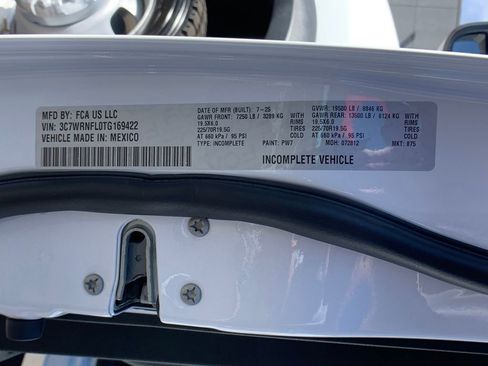 MFD BY: FCA US LLC
VIN: 3C7WRNFL0TG169422
VEHICLE MADE IN: MEXICO
DATE OF MFR (BUILT): 7-25
GAWR FRONT: 7250 LB / 3289 KG WITH
19.5X6.0 RIMS
225/70R19.5G TIRES
AT 660 kPa / 95 PSI COLD
TYPE: INCOMPLETE PAINT: PW7
GVWR: 19500 LB / 8846 KG
GAWR REAR: 13500 LB / 6124 KG WITH
19.5X6.0 RIMS
225/70R19.5G TIRES
AT 660 kPa / 95 PSI COLD
MDH: 072812 MKT: 875
INCOMPLETE VEHICLE